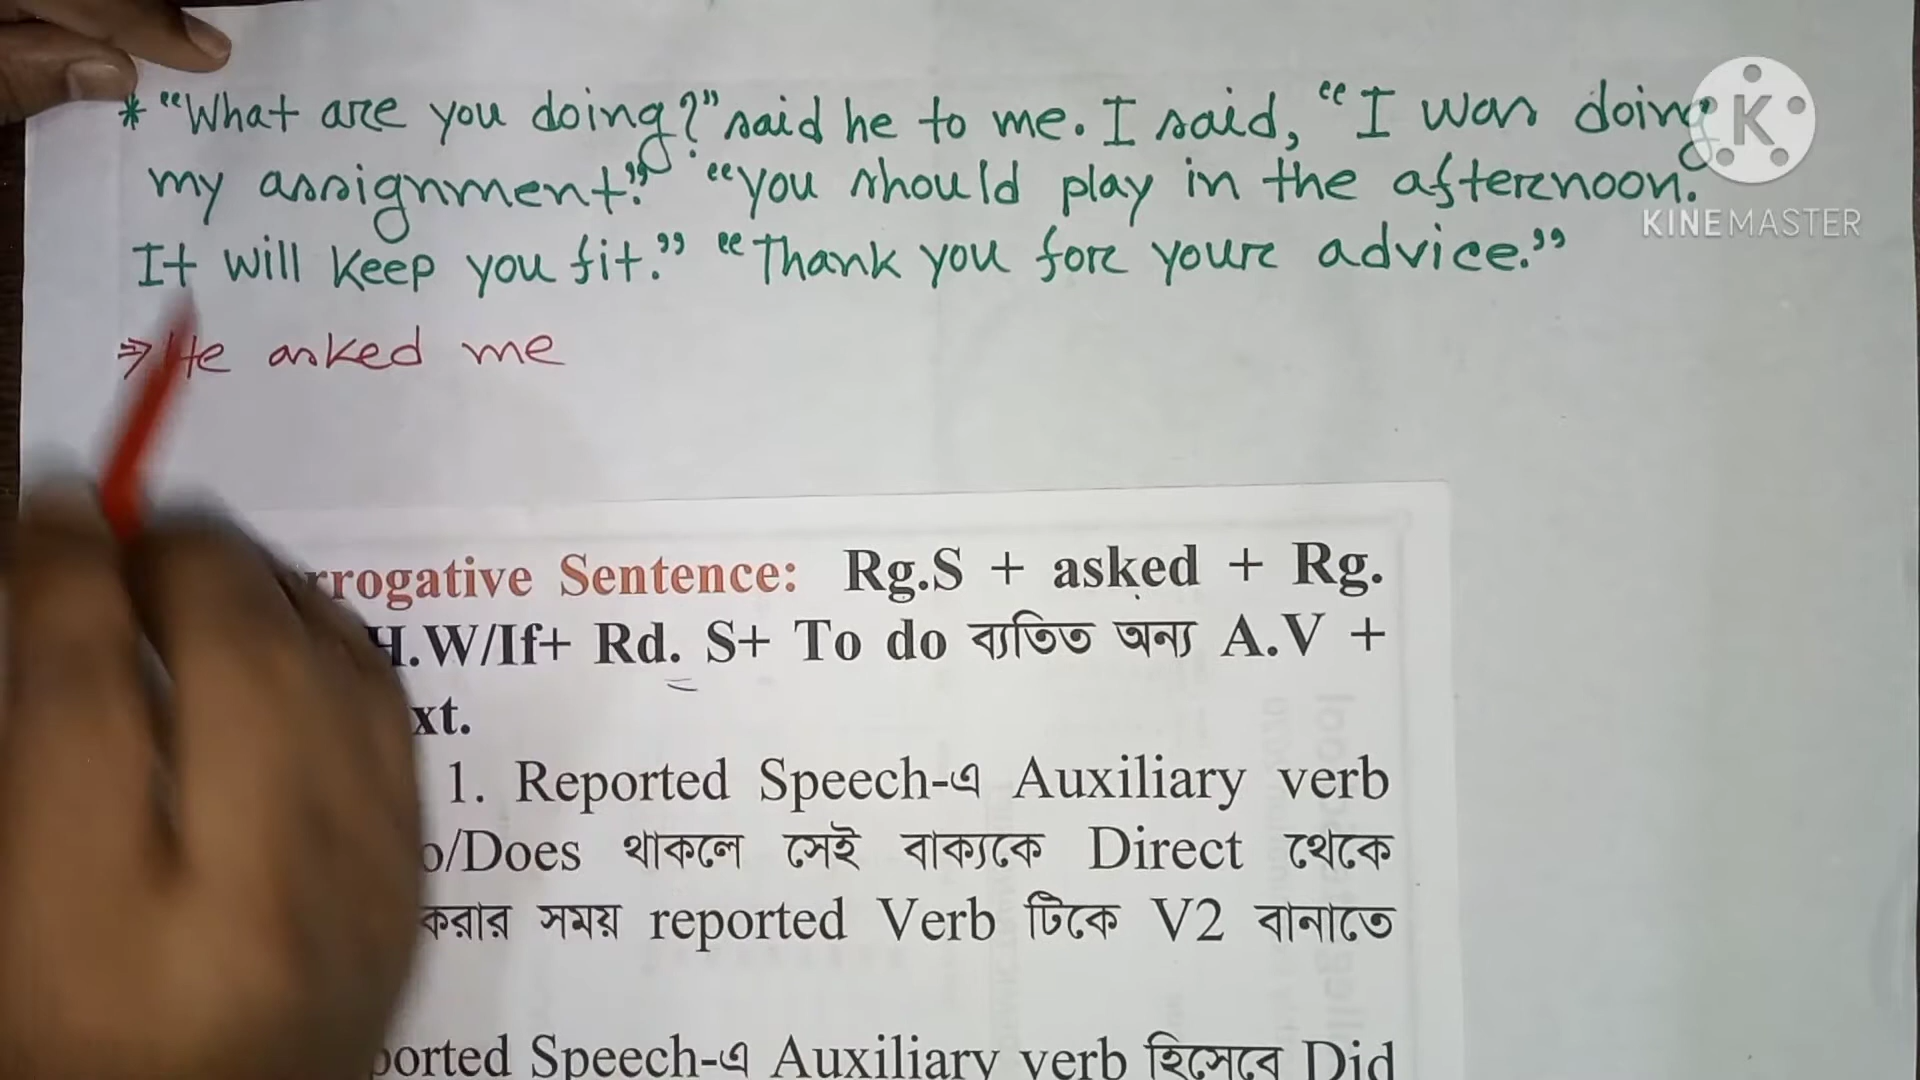 * "What are you doing?" said he to me. I said, "I was doing
my assignment." "you should play in the afternoon.
It will keep you fit." "Thank you for your advice."
⇒ He asked me
rrogative Sentence: Rg.S + asked + Rg.
H.W/If+ Rd. S+ To do ব্যতিত অন্য A.V +
xt.
1. Reported Speech-এ Auxiliary verb
o/Does থাকলে সেই বাক্যকে Direct থেকে
করার সময় reported Verb টিকে V2 বানাতে
ported Speech-এ Auxiliary verb হিসেবে Did
K
KINEMASTER